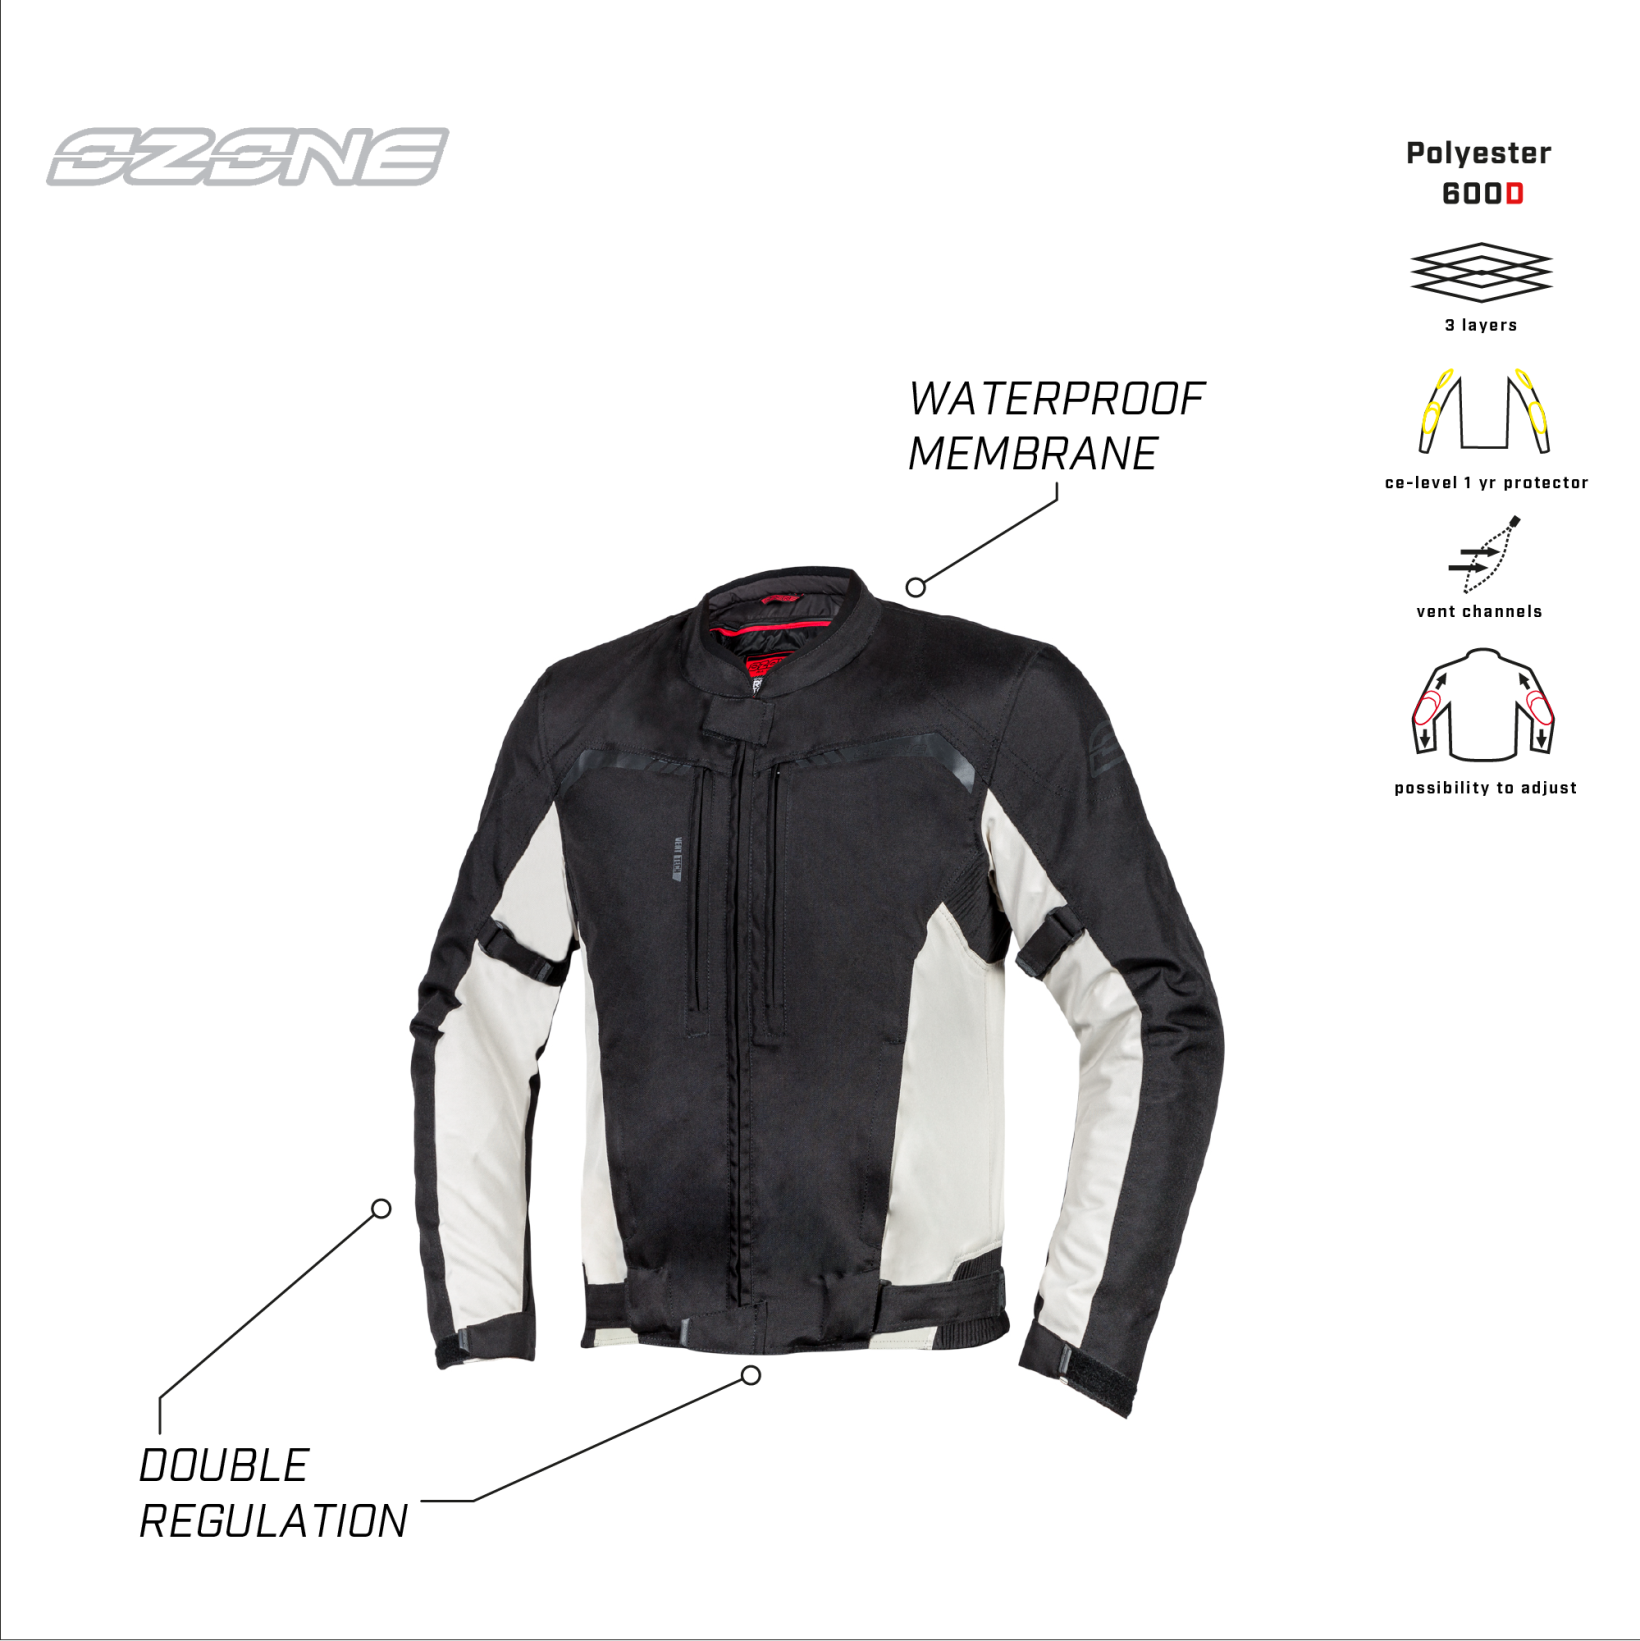 OZONE
Polyester
600D
3 layers
WATERPROOF
MEMBRANE
ce-level 1 yr protector
vent channels
possibility to adjust
DOUBLE
REGULATION